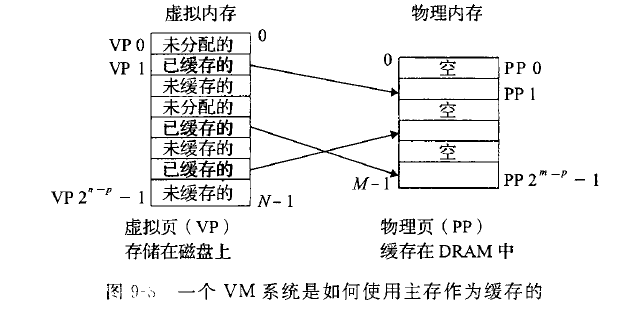 虚拟内存
物理内存
VP 0
未分配的
0
VP 1
已缓存的
未缓存的
未分配的
已缓存的
未缓存的
已缓存的
VP 2^{n-p} - 1
未缓存的
N-1
0
空
PP 0
PP 1
空
空
M-1
PP 2^{m-p} - 1
虚拟页（VP）
存储在磁盘上
物理页（PP）
缓存在 DRAM 中
图 一个 VM 系统是如何使用主存作为缓存的